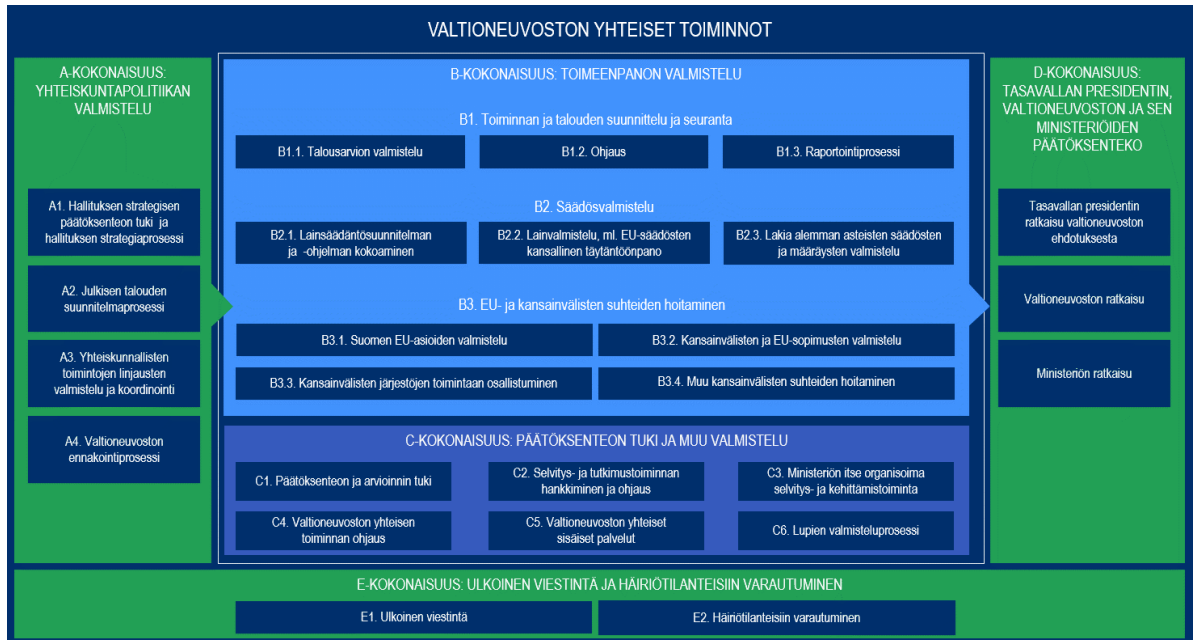 VALTIONEUVOSTON YHTEISET TOIMINNOT
A-KOKONAISUUS:
YHTEISKUNTAPOLITIIKAN
VALMISTELU
A1. Hallituksen strategisen
päätöksenteon tuki ja
hallituksen strategiaprosessi
A2. Julkisen talouden
suunnitelmaprosessi
A3. Yhteiskunnallisten
toimintojen linjausten
valmistelu ja koordinointi
A4. Valtioneuvoston
ennakointiprosessi
B-KOKONAISUUS: TOIMEENPANON VALMISTELU
B1. Toiminnan ja talouden suunnittelu ja seuranta
B1.1. Talousarvion valmistelu
B1.2. Ohjaus
B1.3. Raportointiprosessi
B2. Säädösvalmistelu
B2.1. Lainsäädäntösuunnitelman
ja -ohjelman kokoaminen
B2.2. Lainvalmistelu, ml. EU-säädösten
kansallinen täytäntöönpano
B2.3. Lakia alemman asteisten säädösten
ja määräysten valmistelu
B3. EU- ja kansainvälisten suhteiden hoitaminen
B3.1. Suomen EU-asioiden valmistelu
B3.2. Kansainvälisten ja EU-sopimusten valmistelu
B3.3. Kansainvälisten järjestöjen toimintaan osallistuminen
B3.4. Muu kansainvälisten suhteiden hoitaminen
C-KOKONAISUUS: PÄÄTÖKSENTEON TUKI JA MUU VALMISTELU
C1. Päätöksenteon ja arvioinnin tuki
C2. Selvitys- ja tutkimustoiminnan
hankkiminen ja ohjaus
C3. Ministeriön itse organisoima
selvitys- ja kehittämistoiminta
C4. Valtioneuvoston yhteisen
toiminnan ohjaus
C5. Valtioneuvoston yhteiset
sisäiset palvelut
C6. Lupien valmisteluprosessi
D-KOKONAISUUS:
TASAVALLAN PRESIDENTIN,
VALTIONEUVOSTON JA SEN
MINISTERIÖIDEN
PÄÄTÖKSENTEKO
Tasavallan presidentin
ratkaisu valtioneuvoston
ehdotuksesta
Valtioneuvoston ratkaisu
Ministeriön ratkaisu
E-KOKONAISUUS: ULKOINEN VIESTINTÄ JA HÄIRIÖTILANTEISIIN VARAUTUMINEN
E1. Ulkoinen viestintä
E2. Häiriötilanteisiin varautuminen